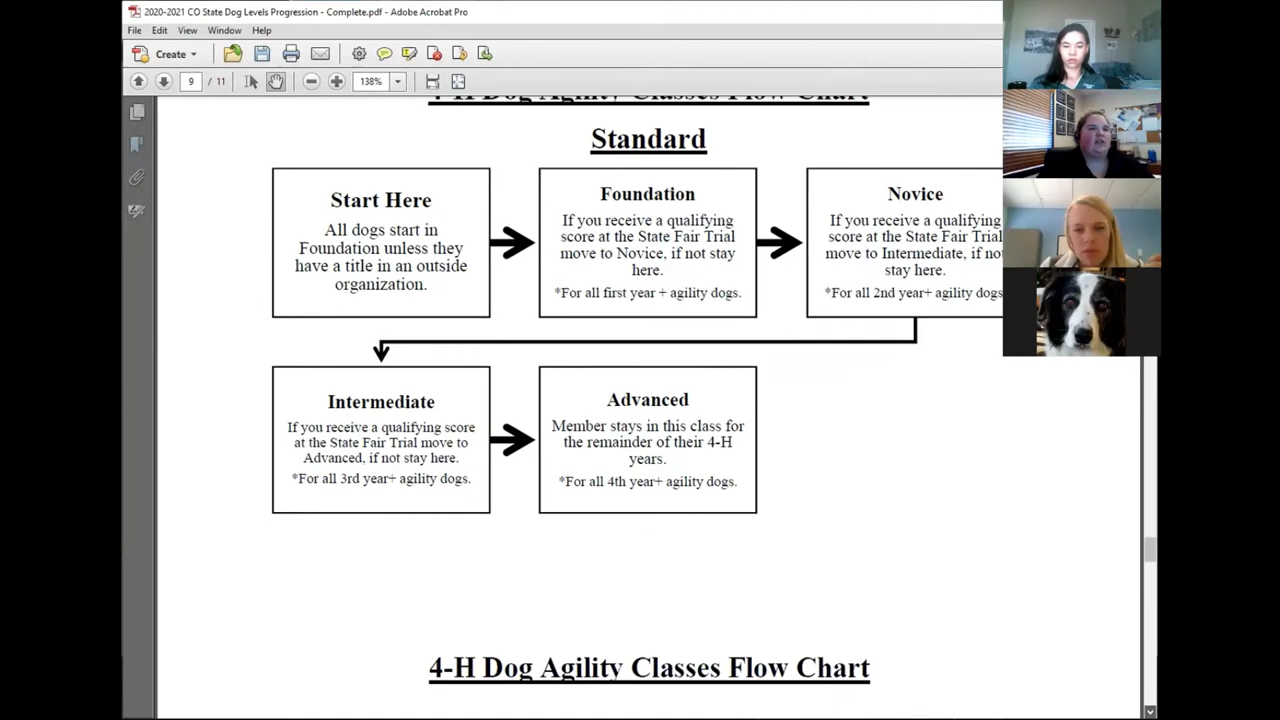 2020-2021 CO State Dog Levels Progression - Complete.pdf - Adobe Acrobat Pro
File Edit View Window Help
Create
9 / 11
138%
4-H Dog Agility Classes Flow Chart
Standard
Start Here
All dogs start in
Foundation unless they
have a title in an outside
organization.
Foundation
If you receive a qualifying
score at the State Fair Trial
move to Novice, if not stay
here.
*For all first year + agility dogs.
Novice
If you receive a qualifying
score at the State Fair Trial
move to Intermediate, if not
stay here.
*For all 2nd year+ agility dogs
Intermediate
If you receive a qualifying score
at the State Fair Trial move to
Advanced, if not stay here.
*For all 3rd year+ agility dogs.
Advanced
Member stays in this class for
the remainder of their 4-H
years.
*For all 4th year+ agility dogs.
4-H Dog Agility Classes Flow Chart